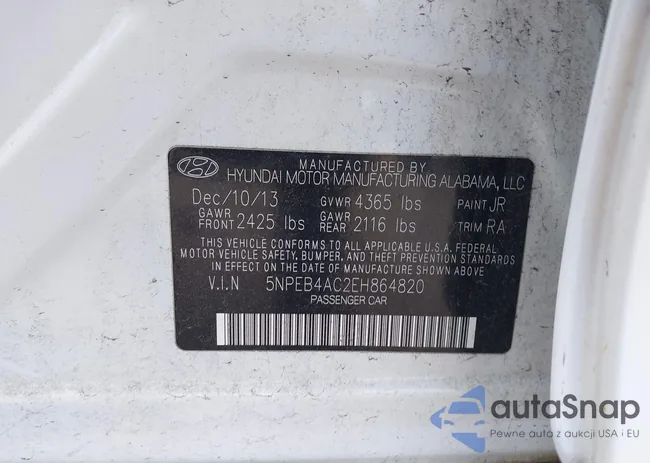 MANUFACTURED BY
HYUNDAI MOTOR MANUFACTURING ALABAMA, LLC
Dec/10/13 GVWR 4365 lbs PAINT JR
GAWR FRONT 2425 lbs GAWR REAR 2116 lbs /TRIM RA
THIS VEHICLE CONFORMS TO ALL APPLICABLE U.S.A. FEDERAL
MOTOR VEHICLE SAFETY, BUMPER, AND THEFT PREVENTION STANDARDS
IN EFFECT ON THE DATE OF MANUFACTURE SHOWN ABOVE
V.I.N 5NPEB4AC2EH864820
PASSENGER CAR
autoSnap
Pewne auta z aukcji USA i EU